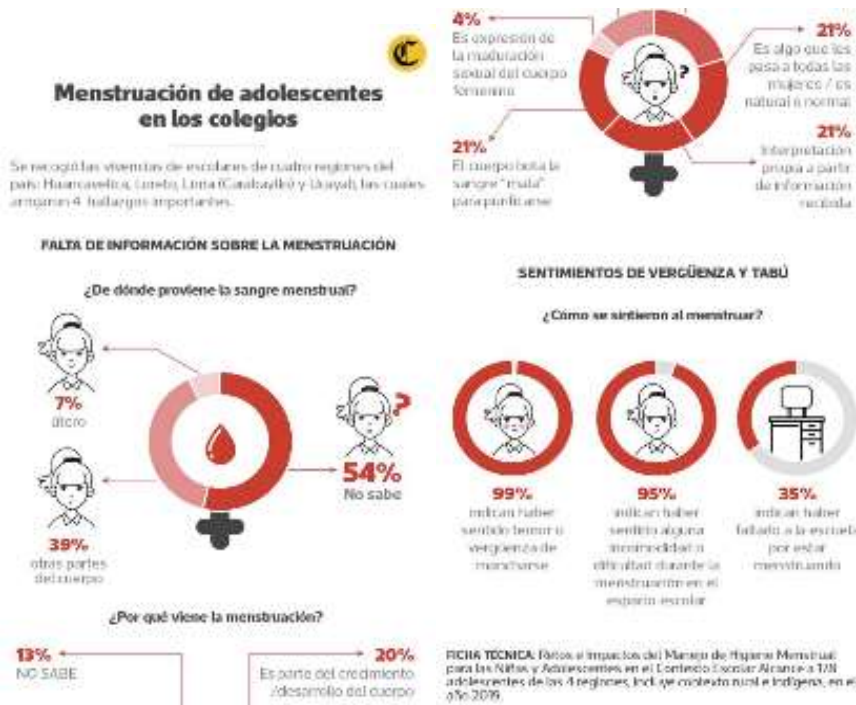 Menstruación de adolescentes
en los colegios
Se recogió las vivencias de escolares de cuatro regiones del
país: Huancavelica, Loreto, Lima (Carabayllo) y Ucayali, las cuales
arrojaron 4 hallazgos importantes.
FALTA DE INFORMACIÓN SOBRE LA MENSTRUACIÓN
¿De dónde proviene la sangre menstrual?
7%
útero
39%
otras partes
del cuerpo
?
54%
No sabe
¿Por qué viene la menstruación?
13%
NO SABE
20%
Es parte del crecimiento
/desarrollo del cuerpo
4%
Es expresión de
la maduración
sexual del cuerpo
femenino
21%
El cuerpo bota la
sangre "mala"
para purificarse
?
21%
Es algo que les
pasa a todas las
mujeres / es
natural o normal
21%
Interpretación
propia a partir
de información
recibida
SENTIMIENTOS DE VERGÜENZA Y TABÚ
¿Cómo se sintieron al menstruar?
99%
indican haber
sentido temor o
vergüenza de
mancharse
95%
indican haber
sentido alguna
incomodidad o
dificultad durante la
menstruación en el
espacio escolar
35%
indican haber
faltado a la escuela
por estar
menstruando
FICHA TÉCNICA: Retos e Impactos del Manejo de Higiene Menstrual
para las Niñas y Adolescentes en el Contexto Escolar Alcance a
adolescentes de las 4 regiones, incluye contexto rural e indígena, en el
año 2019.